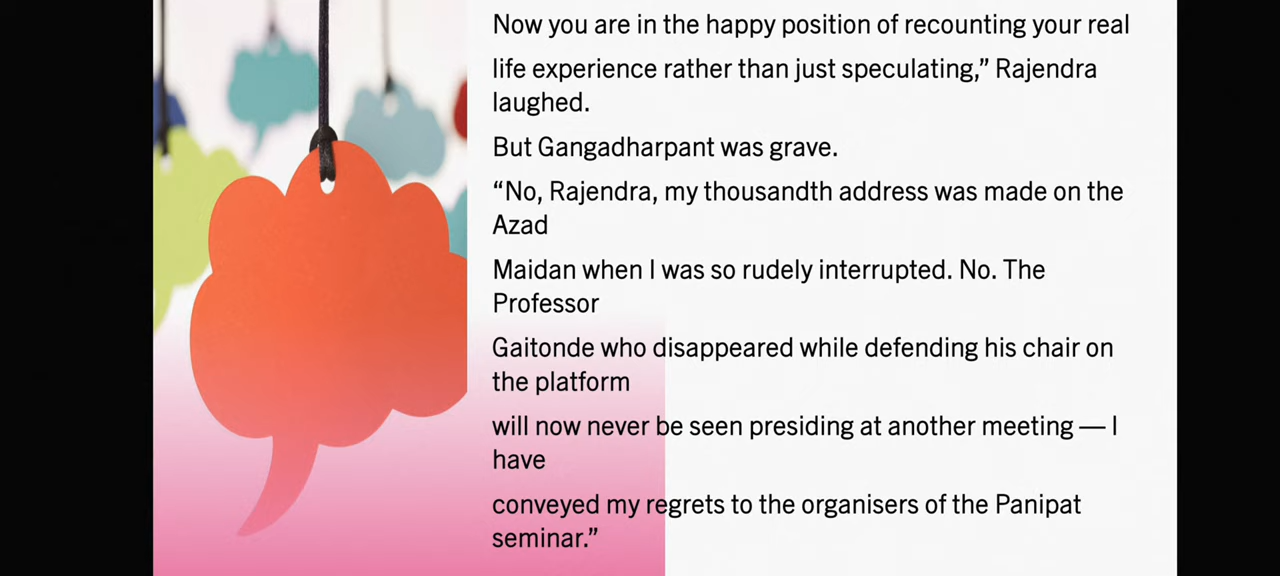 Now you are in the happy position of recounting your real
life experience rather than just speculating,” Rajendra
laughed.
But Gangadharpant was grave.
“No, Rajendra, my thousandth address was made on the
Azad
Maidan when I was so rudely interrupted. No. The
Professor
Gaitonde who disappeared while defending his chair on
the platform
will now never be seen presiding at another meeting — I
have
conveyed my regrets to the organisers of the Panipat
seminar.”